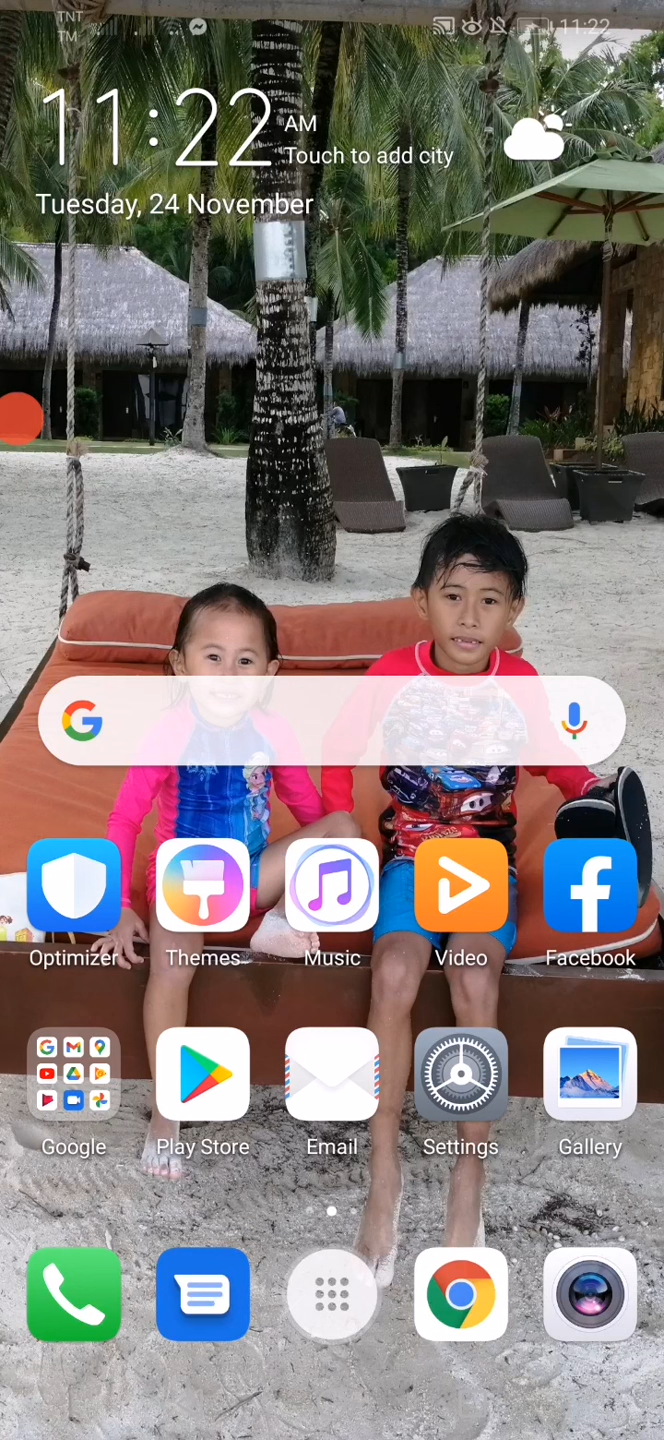 TNT
TM
11:22
11:22 AM
Touch to add city
Tuesday, 24 November
Optimizer
Themes
Music
Video
Facebook
Google
Play Store
Email
Settings
Gallery